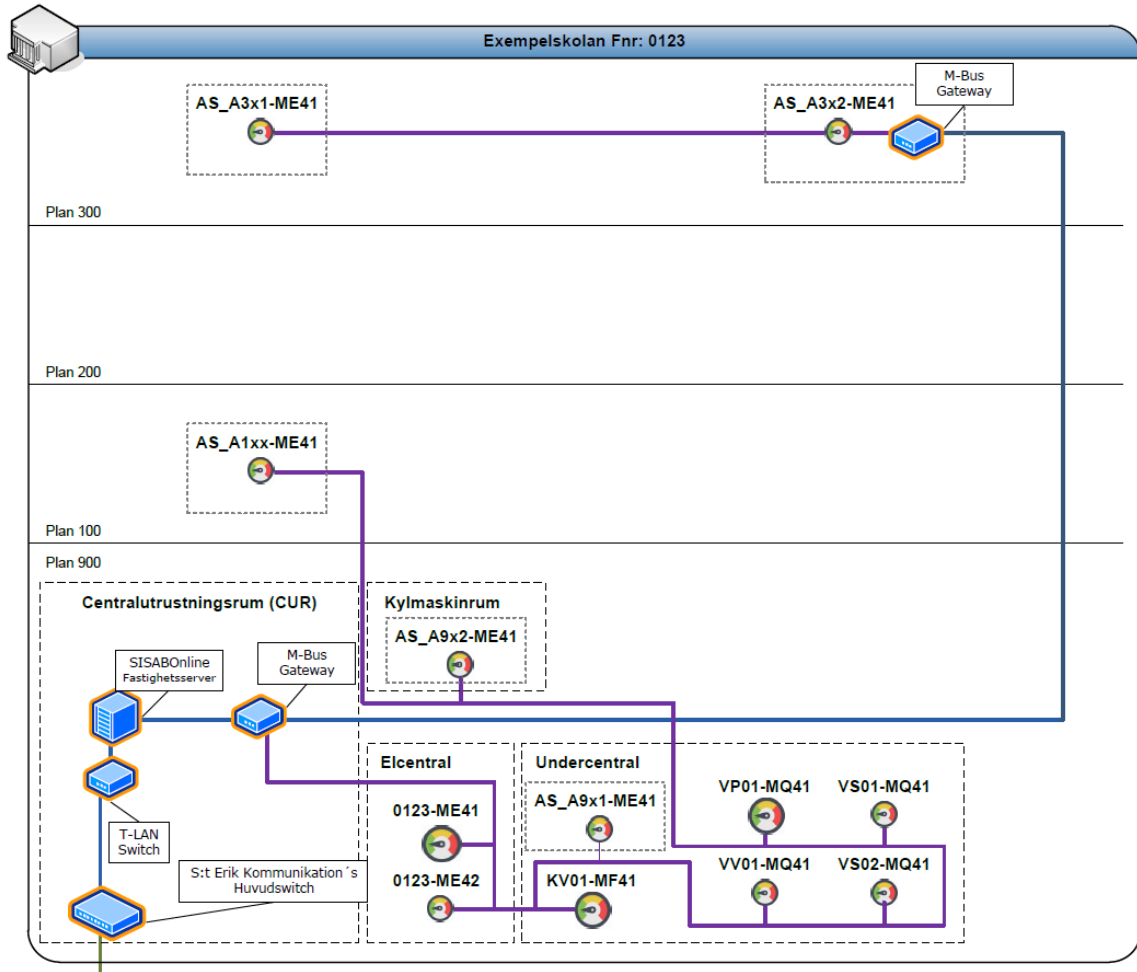 Exempelskolan Fnr: 0123
M-Bus
Gateway
AS_A3x1-ME41
AS_A3x2-ME41
Plan 300
Plan 200
AS_A1xx-ME41
Plan 100
Plan 900
Centralutrustningsrum (CUR)
Kylmaskinrum
AS_A9x2-ME41
SISABOnline
Fastighetsserver
M-Bus
Gateway
Elcentral
Undercentral
0123-ME41
AS_A9x1-ME41
VP01-MQ41
VS01-MQ41
T-LAN
Switch
S:t Erik Kommunikation´s
Huvudswitch
0123-ME42
KV01-MF41
VV01-MQ41
VS02-MQ41